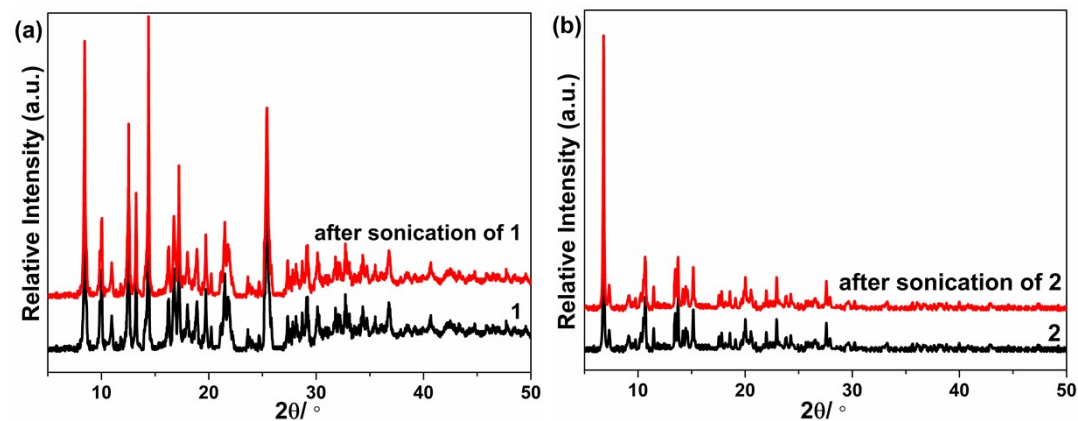 (a)
Relative Intensity (a.u.)
after sonication of 1
1
10 20 30 40 50
2θ/ °
(b)
Relative Intensity (a.u.)
after sonication of 2
2
10 20 30 40 50
2θ/ °